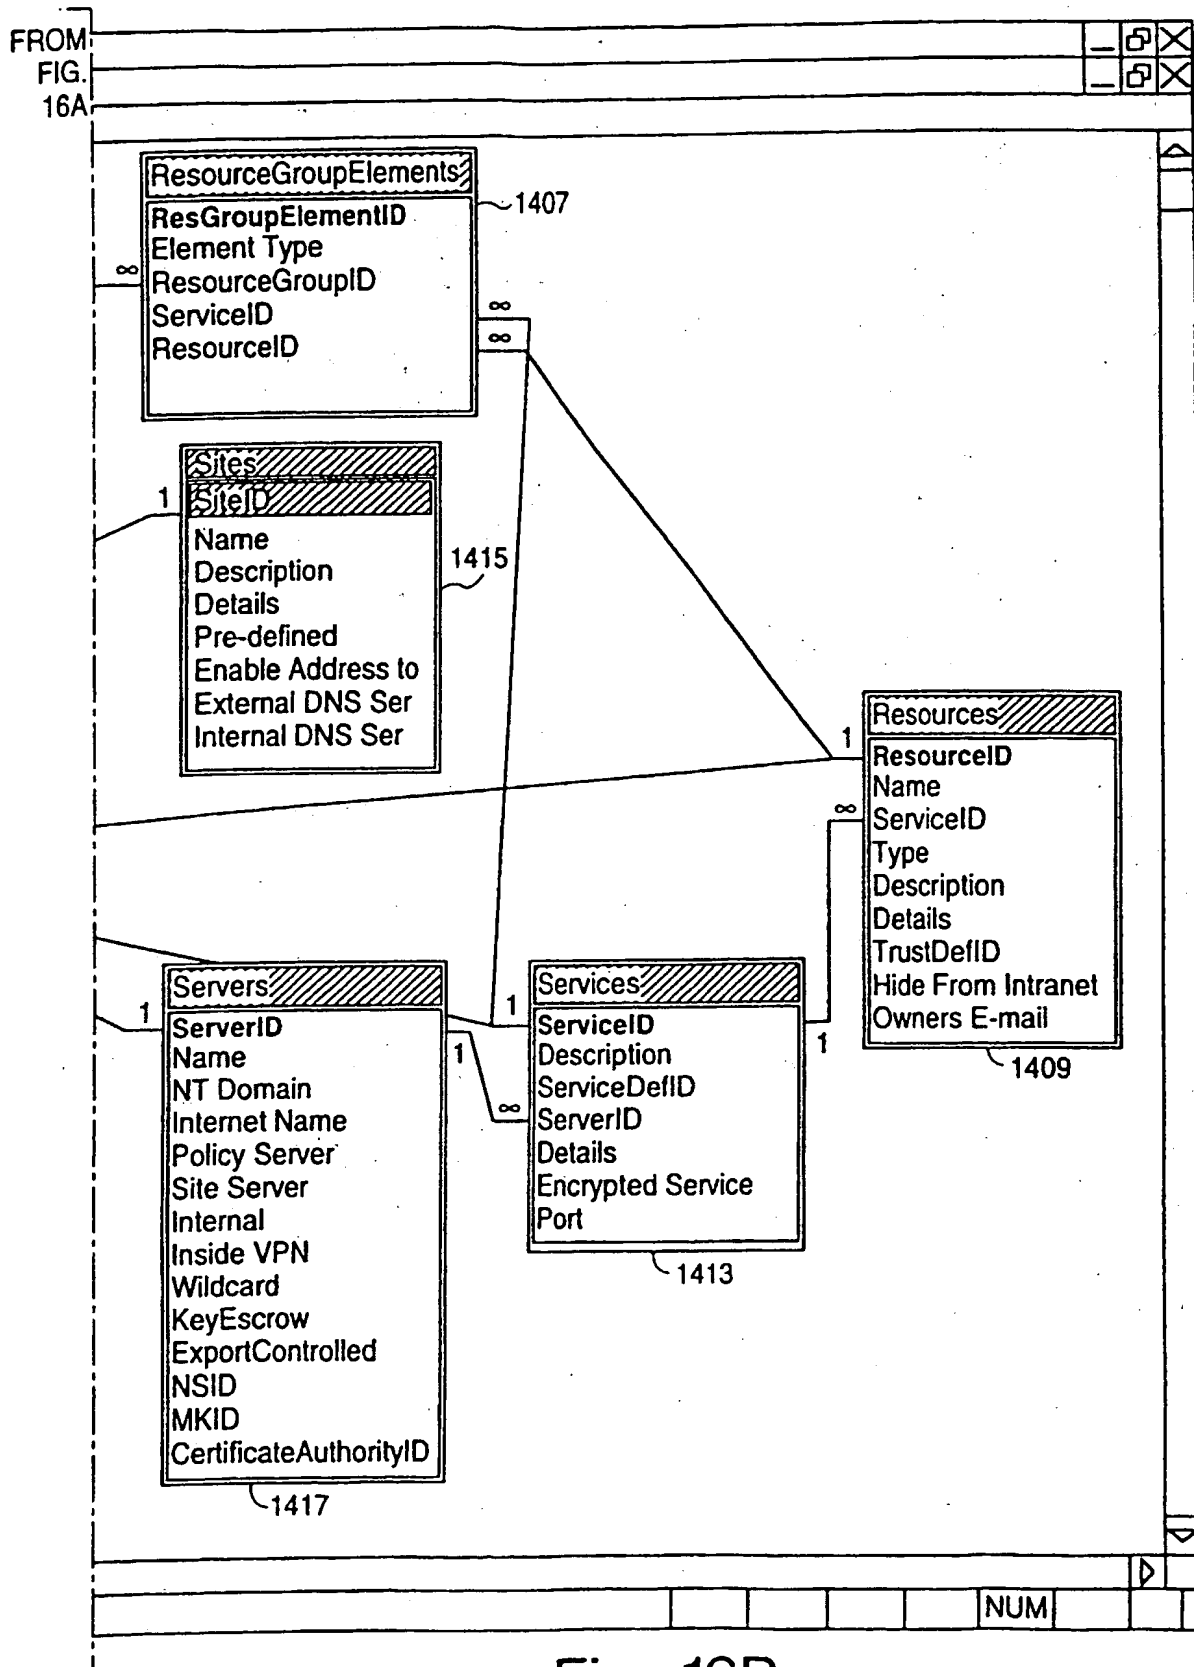 FROM
FIG.
16A
ResourceGroupElements
ResGroupElementID
Element Type
ResourceGroupID
ServiceID
ResourceID
1407
∞
∞
∞
Sites
SiteID
Name
Description
Details
Pre-defined
Enable Address to
External DNS Ser
Internal DNS Ser
1
1415
Resources
ResourceID
Name
ServiceID
Type
Description
Details
TrustDefID
Hide From Intranet
Owners E-mail
1
∞
1409
Servers
ServerID
Name
NT Domain
Internet Name
Policy Server
Site Server
Internal
Inside VPN
Wildcard
KeyEscrow
ExportControlled
NSID
MKID
CertificateAuthorityID
1
1
1417
Services
ServiceID
Description
ServiceDefID
ServerID
Details
Encrypted Service
Port
1
∞
1
1413
NUM